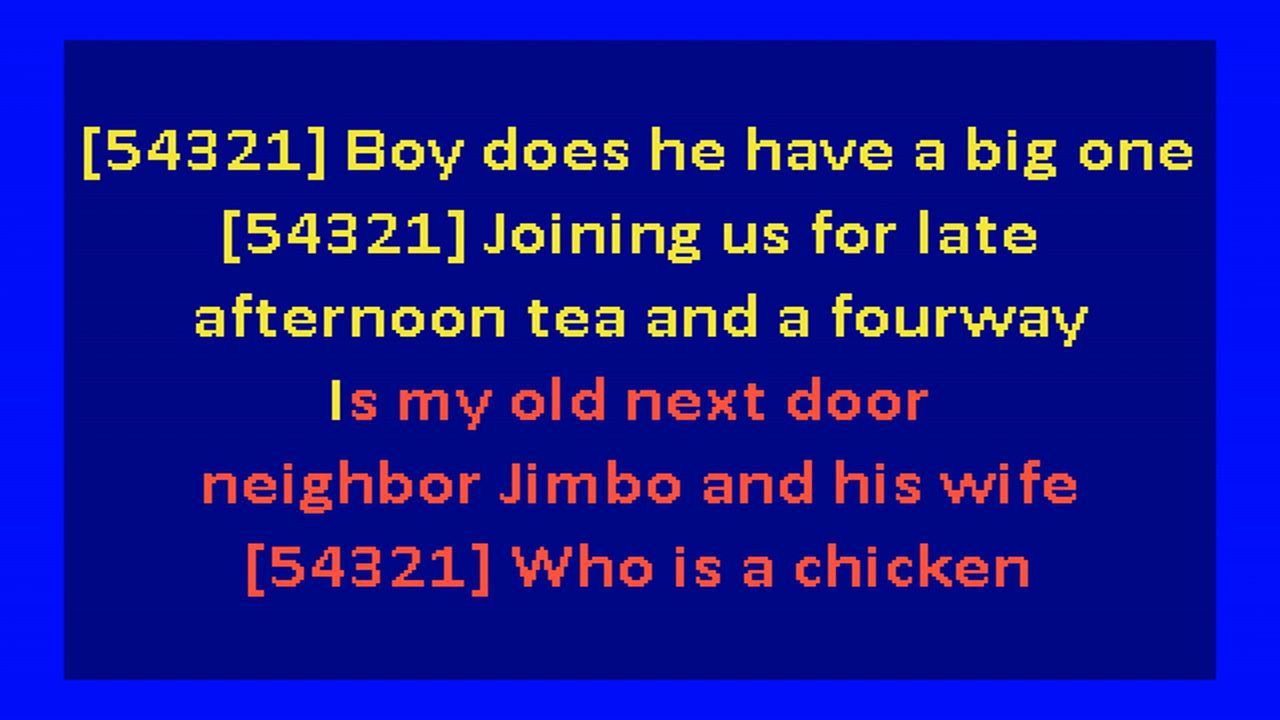 [54321] Boy does he have a big one
[54321] Joining us for late
afternoon tea and a fourway
Is my old next door
neighbor Jimbo and his wife
[54321] Who is a chicken